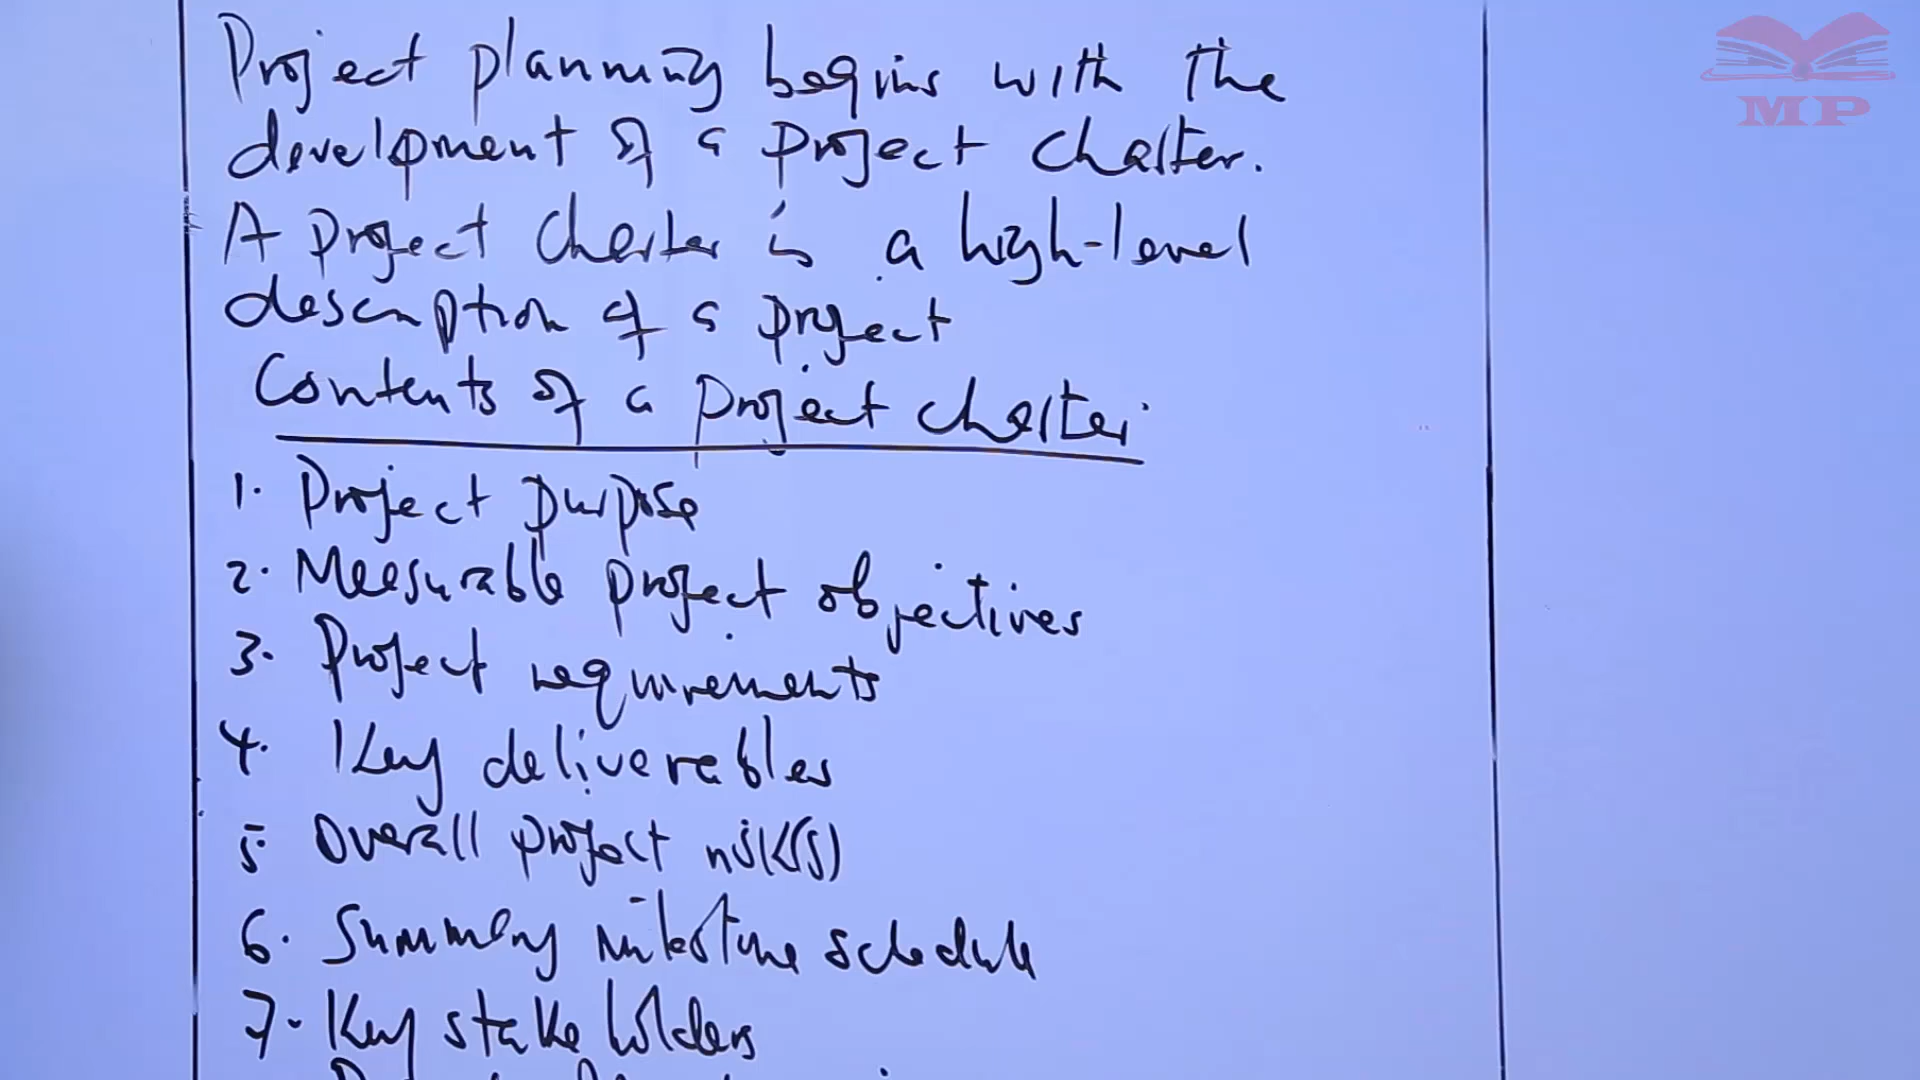 Project planning begins with the
development of a project charter.
A project charter is a high-level
description of a project
Contents of a project charter
1. Project purpose
2. Measurable project objectives
3. Project requirements
4. Key deliverables
5. Overall project risk(s)
6. Summary milestone schedule
7. Key stakeholders
MP